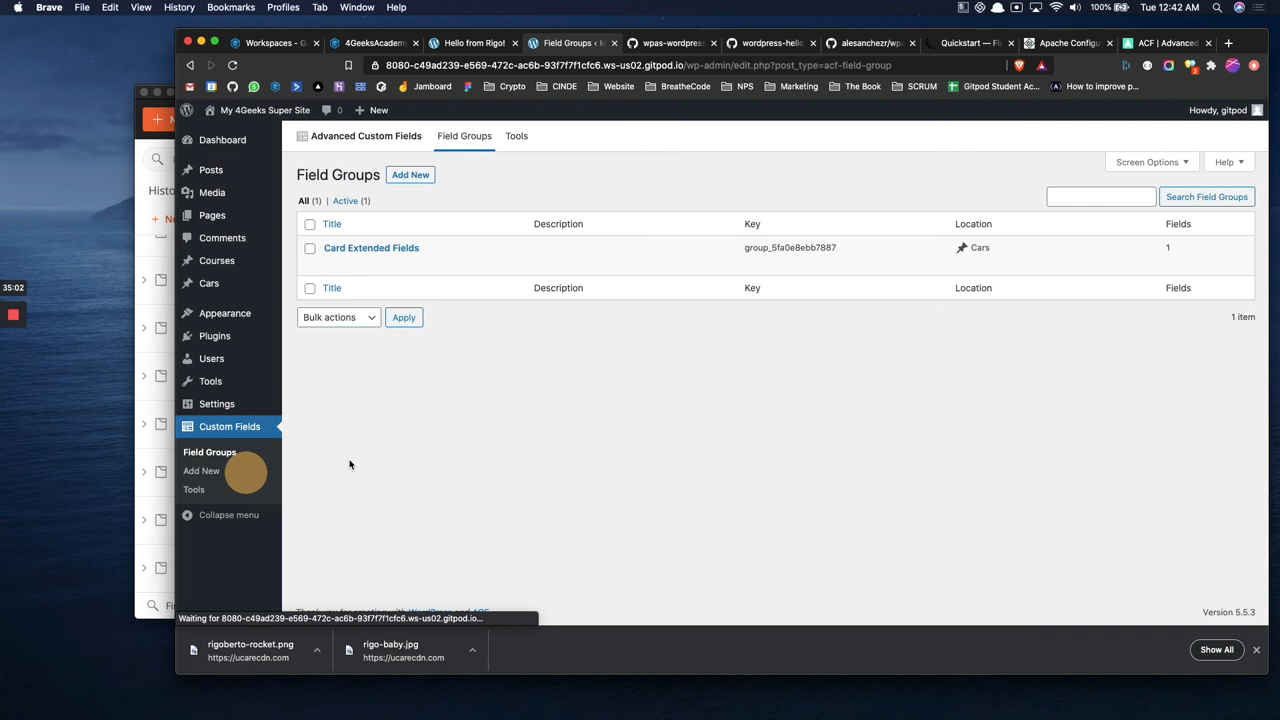 Brave File Edit View History Bookmarks Profiles Tab Window Help 100% Tue 12:42 AM
Workspaces - G 4GeeksAcademy Hello from Rigo! Field Groups ‹ M wpas-wordpress wordpress-hello alesanchezr/wp Quickstart — Fl Apache Configu ACF | Advanced
8080-c49ad239-e569-472c-ac6b-93f7f7f1cfc6.ws-us02.gitpod.io/wp-admin/edit.php?post_type=acf-field-group
Jamboard Crypto CINDE Website BreatheCode NPS Marketing The Book SCRUM Gitpod Student Ac... How to improve p...
My 4Geeks Super Site 0 New Howdy, gitpod
Dashboard
Posts
Media
Pages
Comments
Courses
Cars
Appearance
Plugins
Users
Tools
Settings
Custom Fields
Field Groups
Add New
Tools
Collapse menu
Advanced Custom Fields Field Groups Tools
Screen Options Help
Field Groups Add New
All (1) | Active (1)
Search Field Groups
Title Description Key Location Fields
Card Extended Fields group_5fa0e8ebb7887 Cars 1
Title Description Key Location Fields
Bulk actions Apply 1 item
35:02
Histo
Version 5.5.3
Waiting for 8080-c49ad239-e569-472c-ac6b-93f7f7f1cfc6.ws-us02.gitpod.io...
rigoberto-rocket.png
https://ucarecdn.com
rigo-baby.jpg
https://ucarecdn.com
Show All